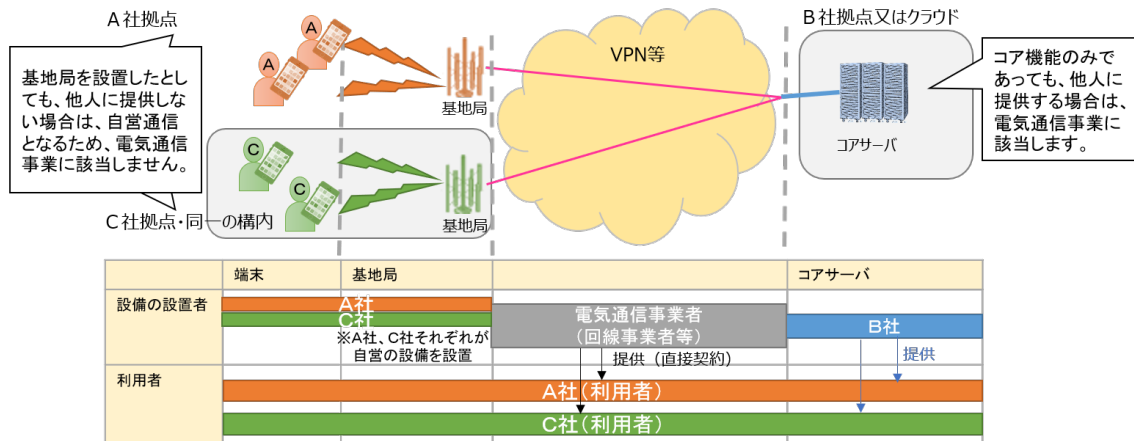 A社拠点
基地局を設置したとし
ても、他人に提供しな
い場合は、自営通信
となるため、電気通信
事業に該当しません。
A
A
基地局
C
C
基地局
C社拠点・同一の構内
VPN等
B社拠点又はクラウド
コアサーバ
コア機能のみで
あっても、他人に
提供する場合は、
電気通信事業に
該当します。
端末
基地局
コアサーバ
設備の設置者
A社
C社
※A社、C社それぞれが
自営の設備を設置
電気通信事業者
(回線事業者等)
B社
提供(直接契約)
提供
利用者
A社(利用者)
C社(利用者)